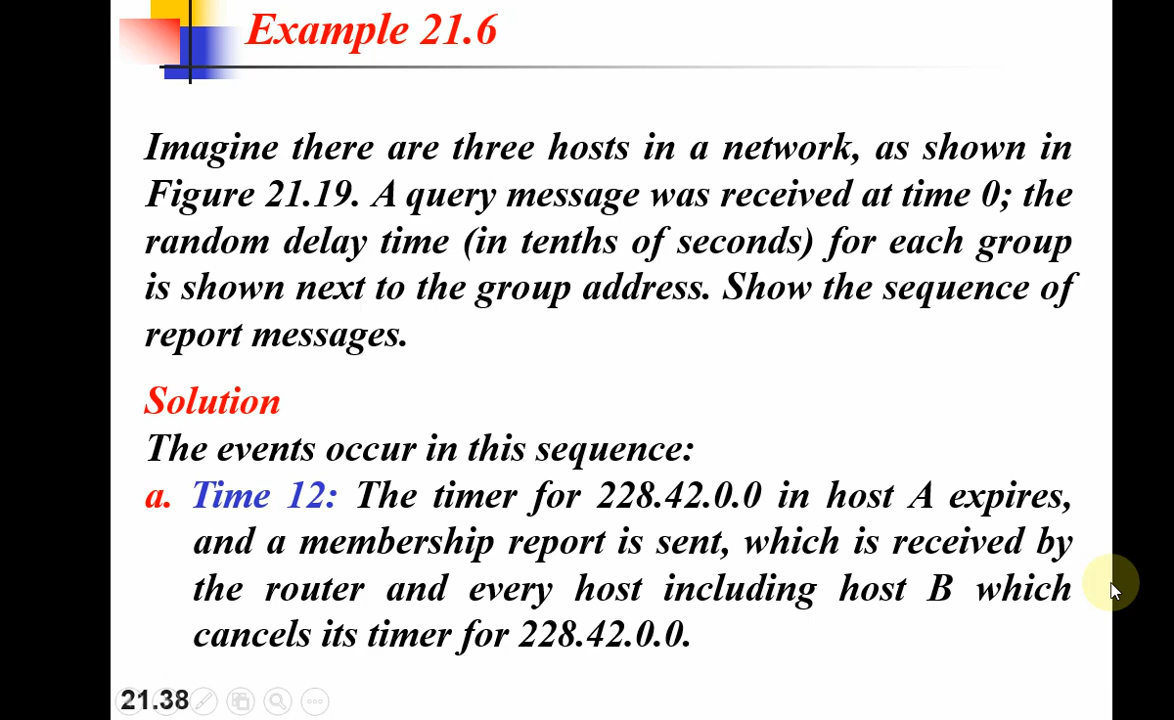 Example 21.6
Imagine there are three hosts in a network, as shown in
Figure 21.19. A query message was received at time 0; the
random delay time (in tenths of seconds) for each group
is shown next to the group address. Show the sequence of
report messages.
Solution
The events occur in this sequence:
a. Time 12: The timer for 228.42.0.0 in host A expires,
and a membership report is sent, which is received by
the router and every host including host B which
cancels its timer for 228.42.0.0.
21.38